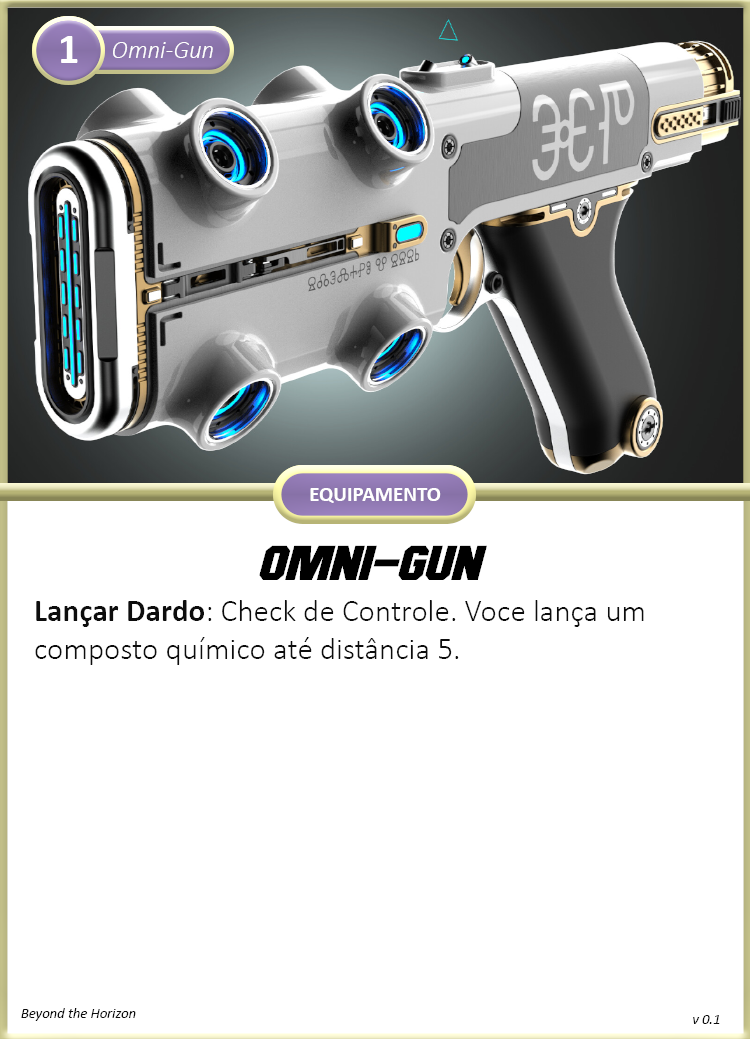 1 Omni-Gun
EQUIPAMENTO
OMNI-GUN
Lançar Dardo: Check de Controle. Voce lança um
composto químico até distância 5.
Beyond the Horizon
v 0.1